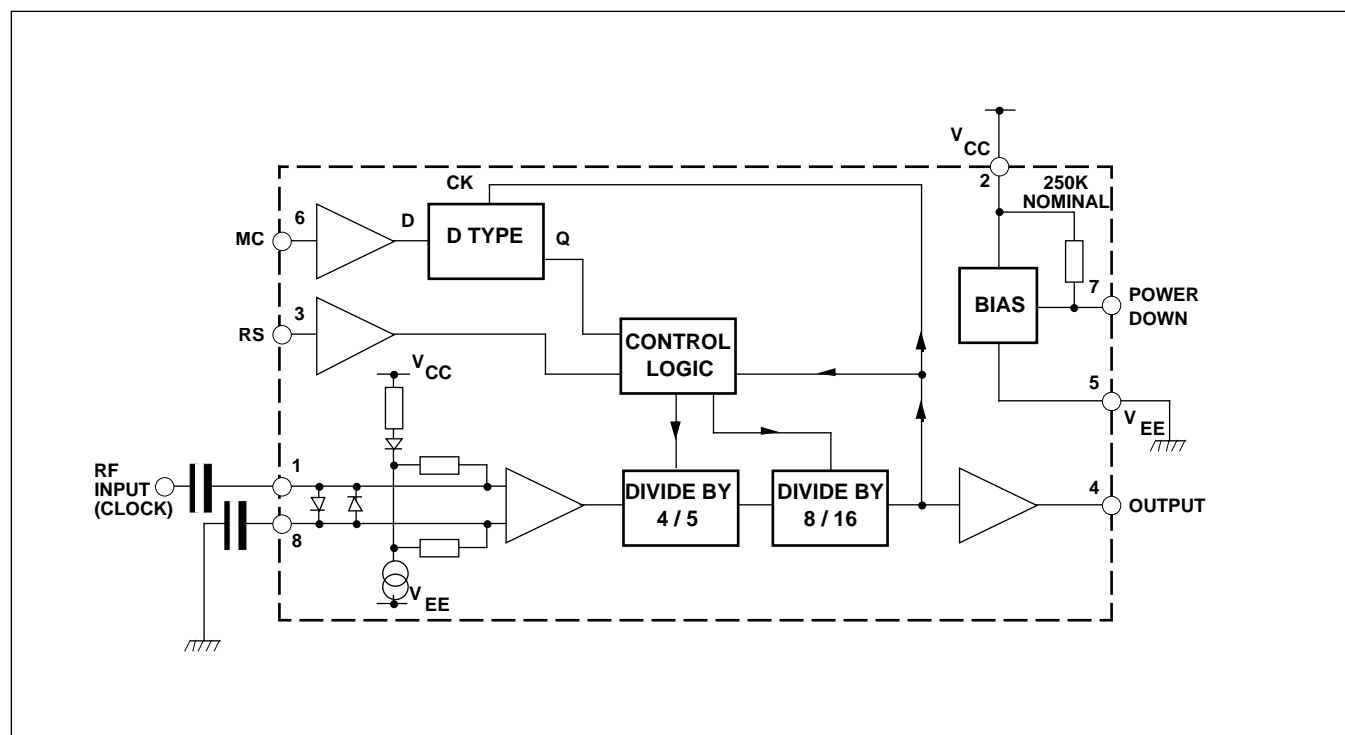 V
CC
2
250K
NOMINAL
CK
6
D
MC
D TYPE
Q
7
POWER
DOWN
BIAS
3
RS
CONTROL
LOGIC
V
CC
5
V
EE
RF
INPUT
(CLOCK)
1
8
DIVIDE BY
4 / 5
DIVIDE BY
8 / 16
4
OUTPUT
V
EE